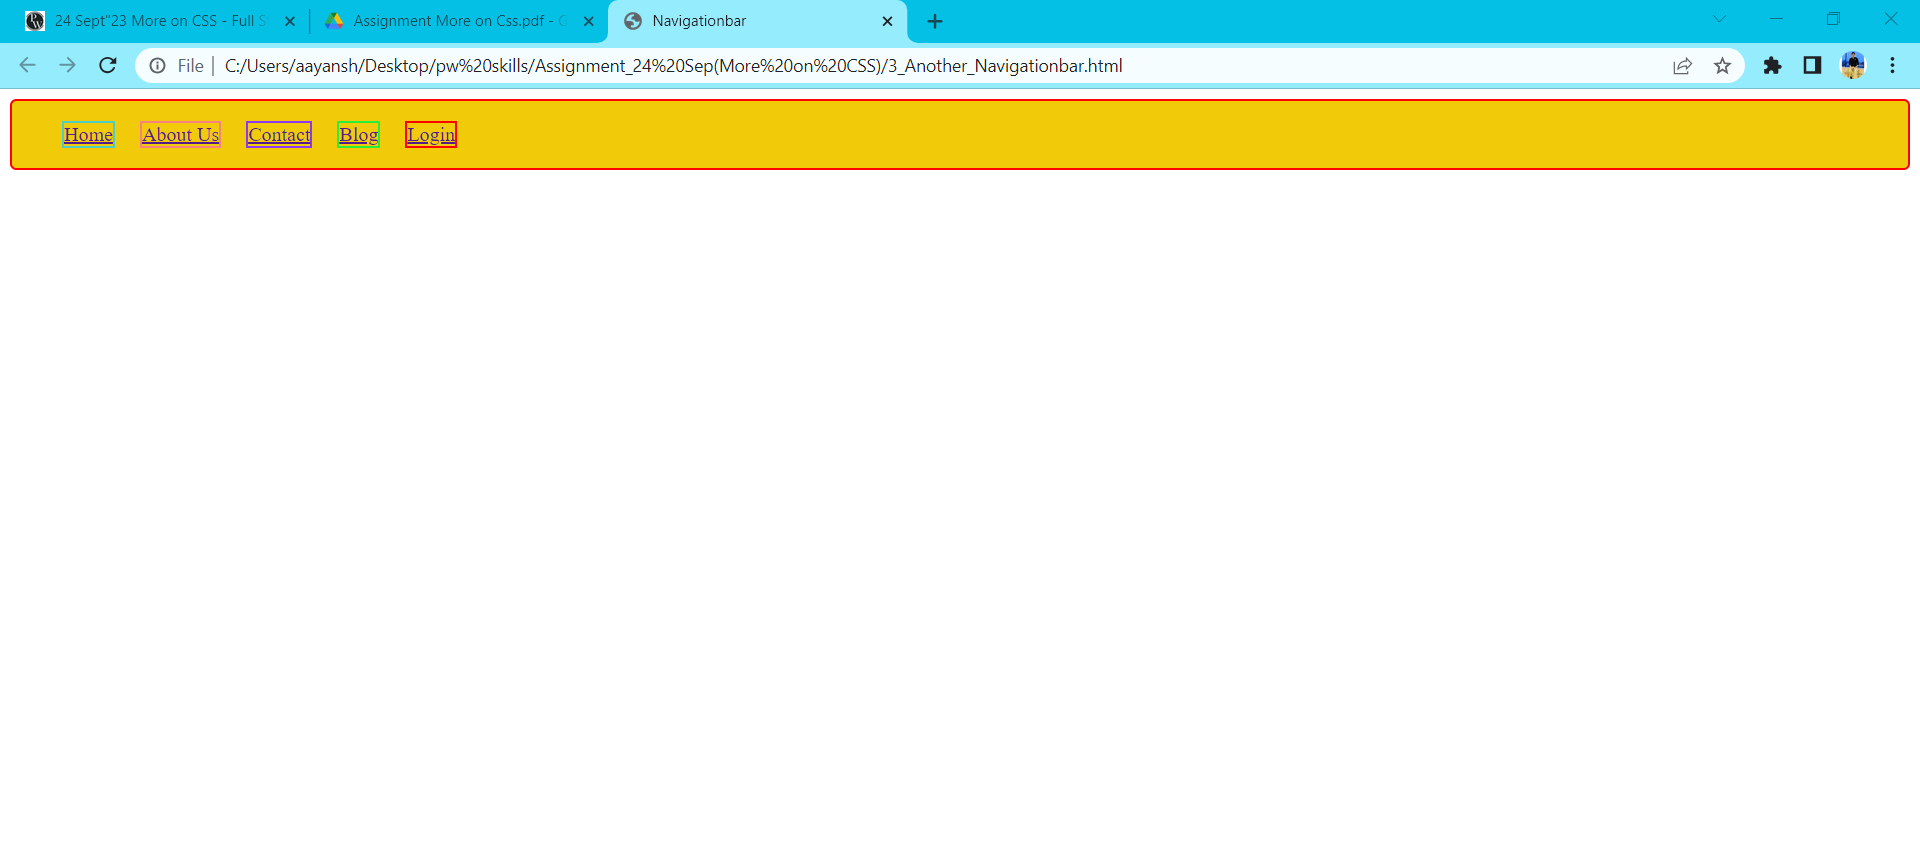 24 Sept"23 More on CSS - Full S
Assignment More on Css.pdf - G
Navigationbar
File
C:/Users/aayansh/Desktop/pw%20skills/Assignment_24%20Sep(More%20on%20CSS)/3_Another_Navigationbar.html
Home About Us Contact Blog Login